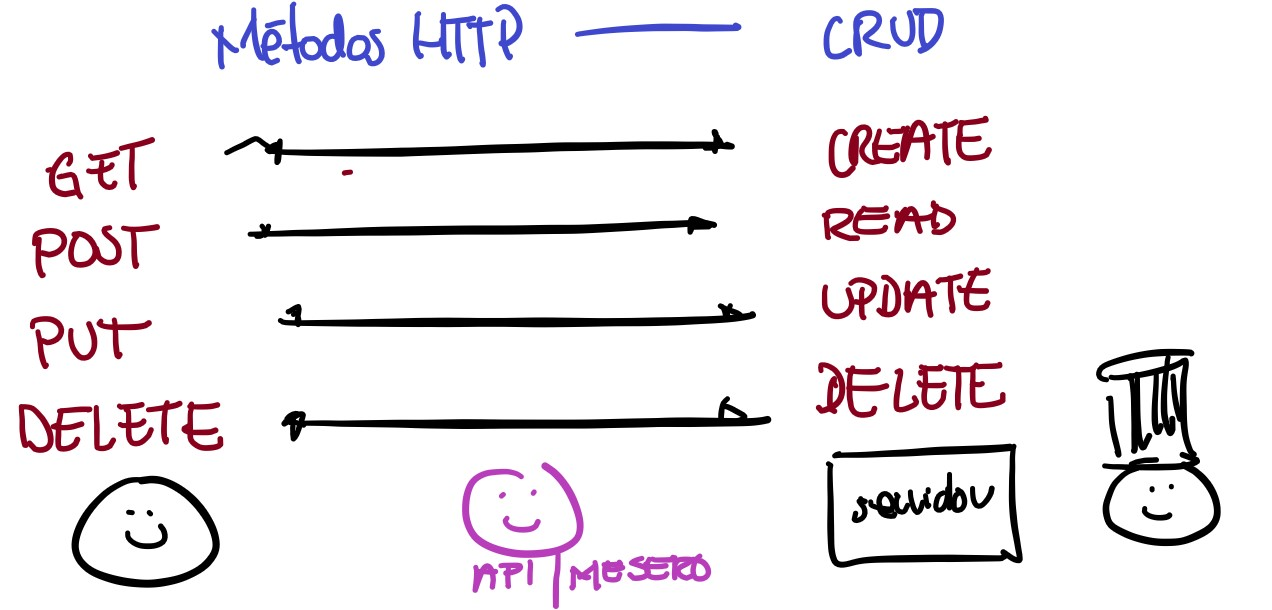 Métodos HTTP CRUD
GET CREATE
POST READ
PUT UPDATE
DELETE DELETE
servidor
API MESERO